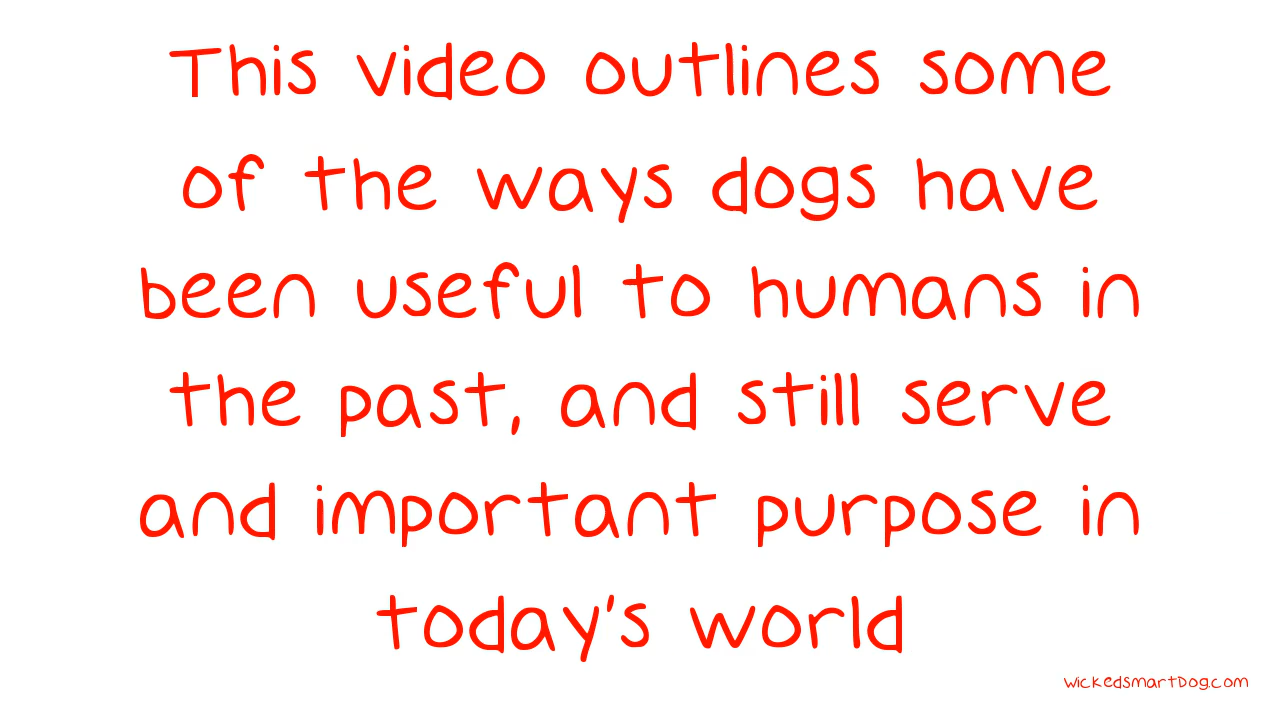 This video outlines some
of the ways dogs have
been useful to humans in
the past, and still serve
and important purpose in
today's world
wickedsmartDog.com